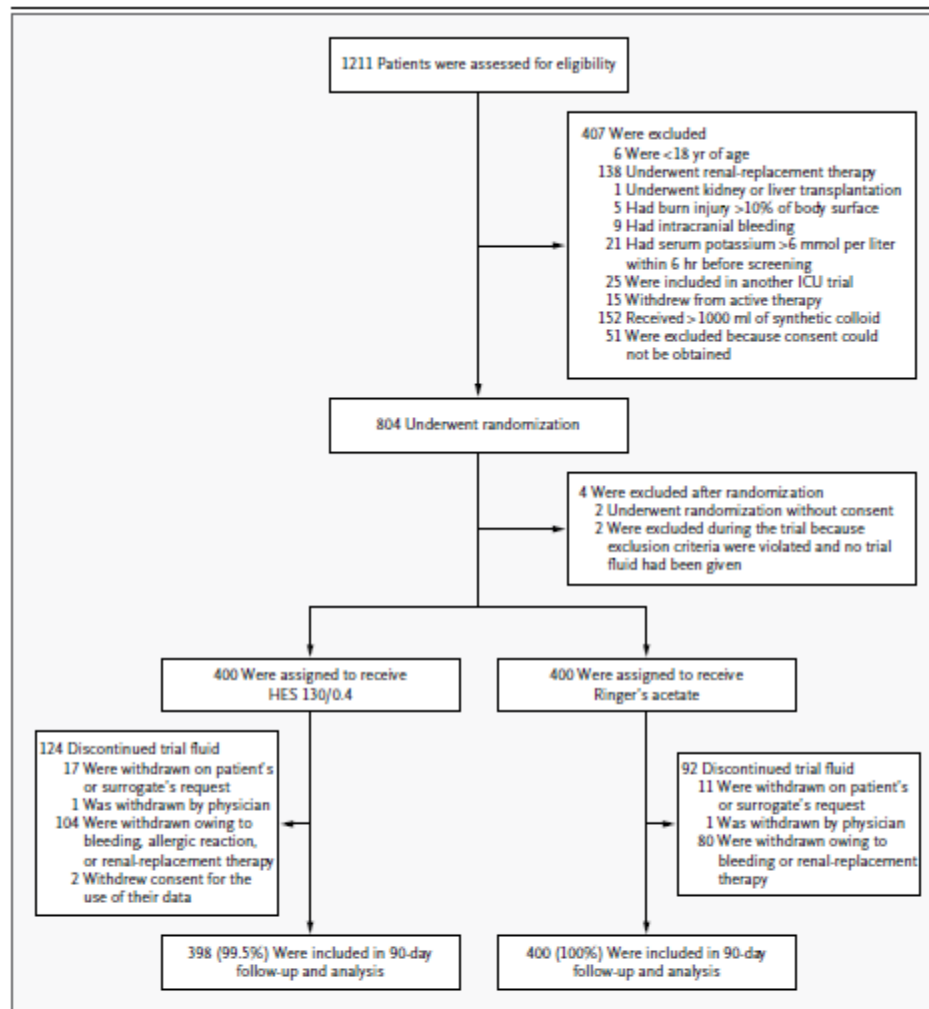 1211 Patients were assessed for eligibility
407 Were excluded
6 Were <18 yr of age
138 Underwent renal-replacement therapy
1 Underwent kidney or liver transplantation
5 Had burn injury >10% of body surface
9 Had intracranial bleeding
21 Had serum potassium >6 mmol per liter
within 6 hr before screening
25 Were included in another ICU trial
15 Withdrew from active therapy
152 Received >1000 ml of synthetic colloid
51 Were excluded because consent could
not be obtained
804 Underwent randomization
4 Were excluded after randomization
2 Underwent randomization without consent
2 Were excluded during the trial because
exclusion criteria were violated and no trial
fluid had been given
400 Were assigned to receive
HES 130/0.4
400 Were assigned to receive
Ringer's acetate
124 Discontinued trial fluid
17 Were withdrawn on patient's
or surrogate's request
1 Was withdrawn by physician
104 Were withdrawn owing to
bleeding, allergic reaction,
or renal-replacement therapy
2 Withdrew consent for the
use of their data
92 Discontinued trial fluid
11 Were withdrawn on patient's
or surrogate's request
1 Was withdrawn by physician
80 Were withdrawn owing to
bleeding or renal-replacement
therapy
398 (99.5%) Were included in 90-day
follow-up and analysis
400 (100%) Were included in 90-day
follow-up and analysis